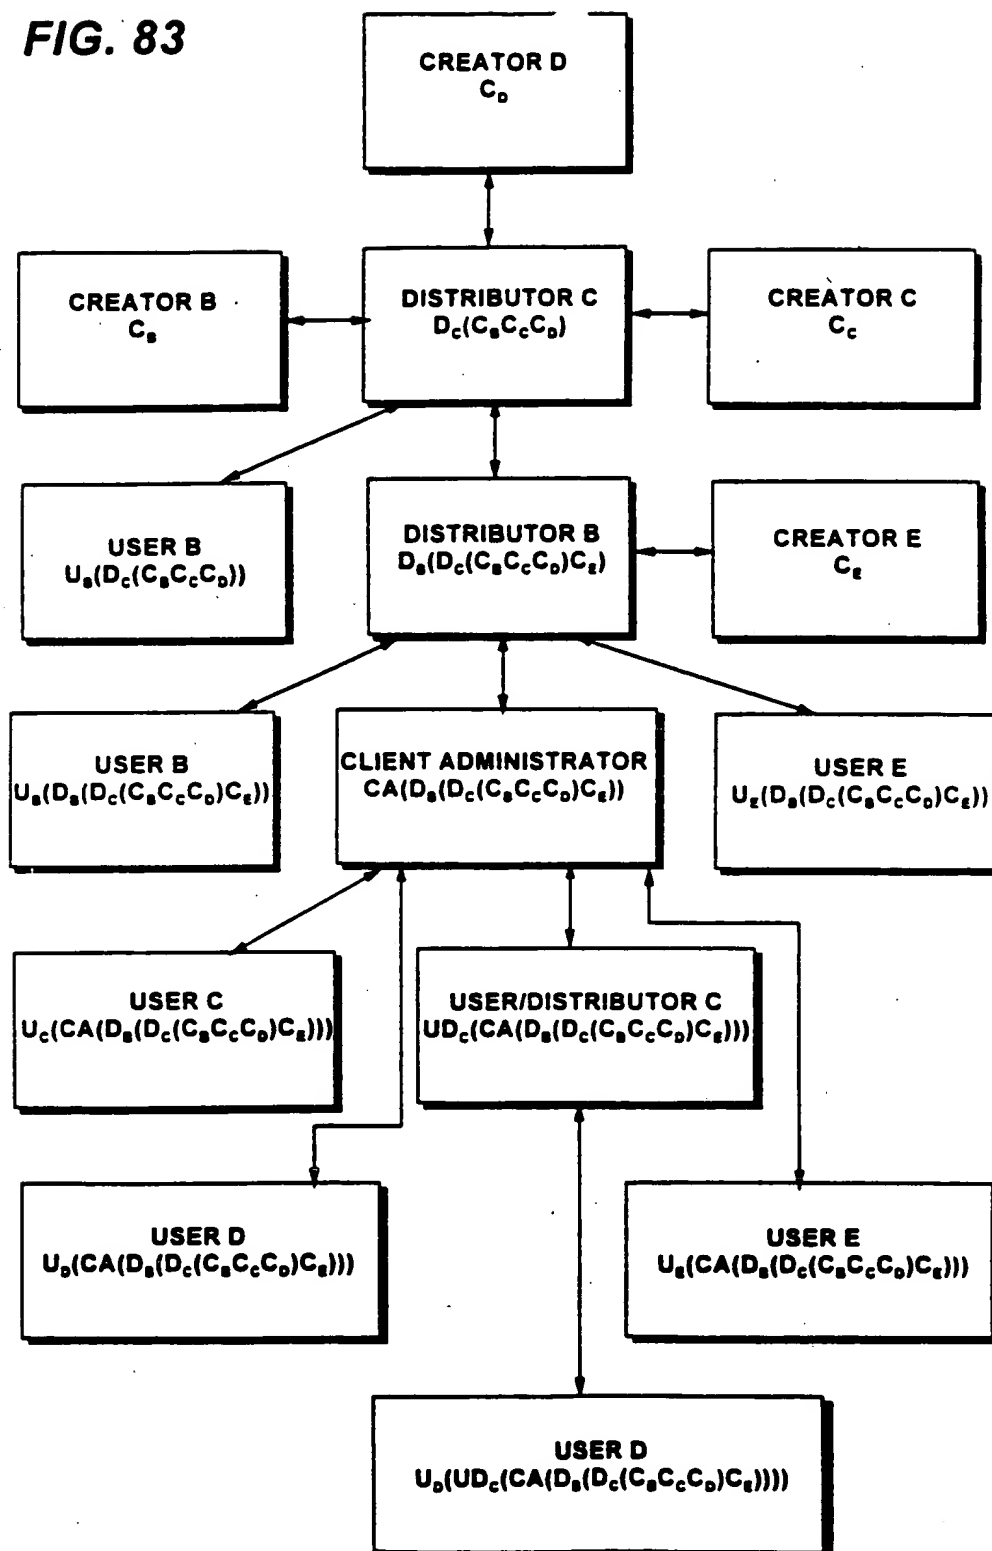 FIG. 83
CREATOR D
C_D
CREATOR B
C_B
DISTRIBUTOR C
D_C(C_BC_CC_D)
CREATOR C
C_C
USER B
U_B(D_C(C_BC_CC_D))
DISTRIBUTOR B
D_B(D_C(C_BC_CC_D)C_E)
CREATOR E
C_E
USER B
U_B(D_B(D_C(C_BC_CC_D)C_E))
CLIENT ADMINISTRATOR
CA(D_B(D_C(C_BC_CC_D)C_E))
USER E
U_E(D_B(D_C(C_BC_CC_D)C_E))
USER C
U_C(CA(D_B(D_C(C_BC_CC_D)C_E)))
USER/DISTRIBUTOR C
UD_C(CA(D_B(D_C(C_BC_CC_D)C_E)))
USER D
U_D(CA(D_B(D_C(C_BC_CC_D)C_E)))
USER E
U_E(CA(D_B(D_C(C_BC_CC_D)C_E)))
USER D
U_D(UD_C(CA(D_B(D_C(C_BC_CC_D)C_E))))